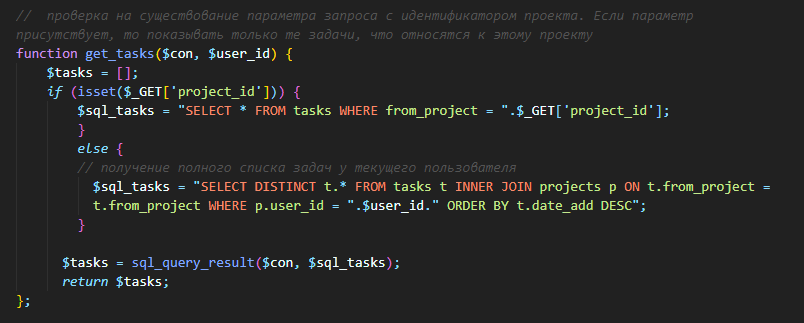 //  проверка на существование параметра запроса с идентификатором проекта. Если параметр
присутствует, то показывать только те задачи, что относятся к этому проекту
function get_tasks($con, $user_id) {
    $tasks = [];
    if (isset($_GET['project_id'])) {
        $sql_tasks = "SELECT * FROM tasks WHERE from_project = ".$_GET['project_id'];
        }
        else {
        // получение полного списка задач у текущего пользователя
          $sql_tasks = "SELECT DISTINCT t.* FROM tasks t INNER JOIN projects p ON t.from_project =
          t.from_project WHERE p.user_id = ".$user_id." ORDER BY t.date_add DESC";
        }
      $tasks = sql_query_result($con, $sql_tasks);
      return $tasks;
};